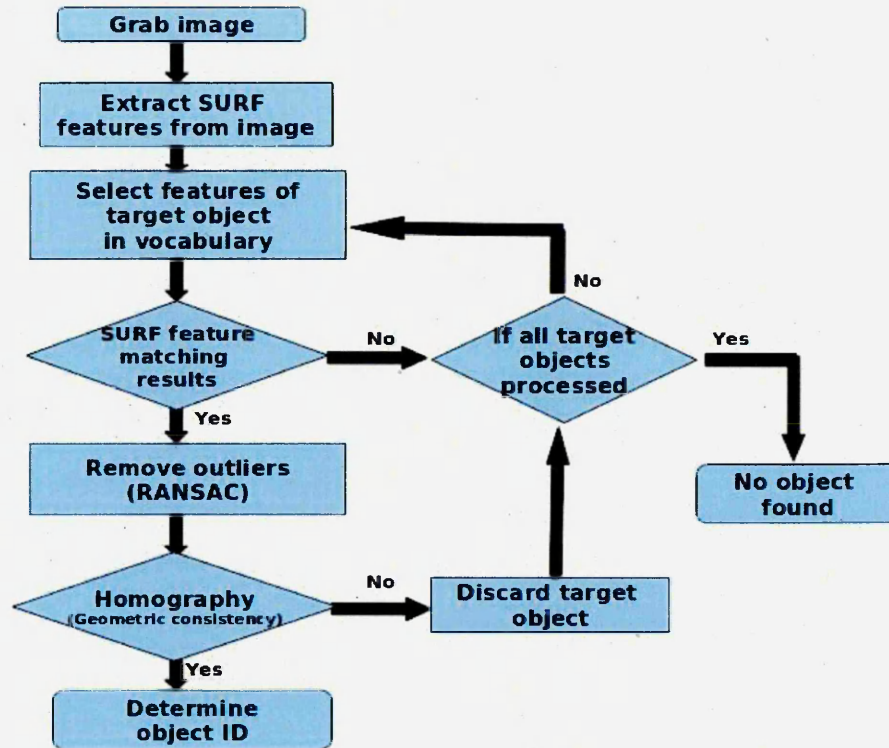 Grab image
Extract SURF
features from image
Select features of
target object
in vocabulary
No
SURF feature
matching
results
No
If all target
objects
processed
Yes
Yes
Remove outliers
(RANSAC)
No object
found
Homography
(Geometric consistency)
No
Discard target
object
Yes
Determine
object ID